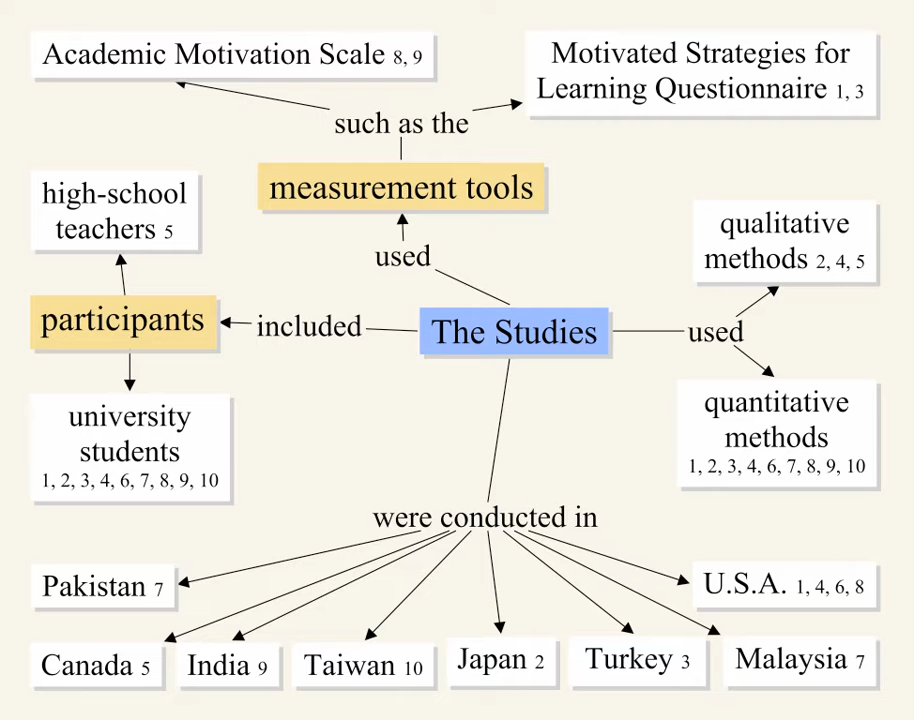 Academic Motivation Scale 8, 9
Motivated Strategies for
Learning Questionnaire 1, 3
such as the
measurement tools
high-school
teachers 5
used
qualitative
methods 2, 4, 5
participants
included
The Studies
used
university
students
1, 2, 3, 4, 6, 7, 8, 9, 10
quantitative
methods
1, 2, 3, 4, 6, 7, 8, 9, 10
were conducted in
Pakistan 7
U.S.A. 1, 4, 6, 8
Canada 5
India 9
Taiwan 10
Japan 2
Turkey 3
Malaysia 7